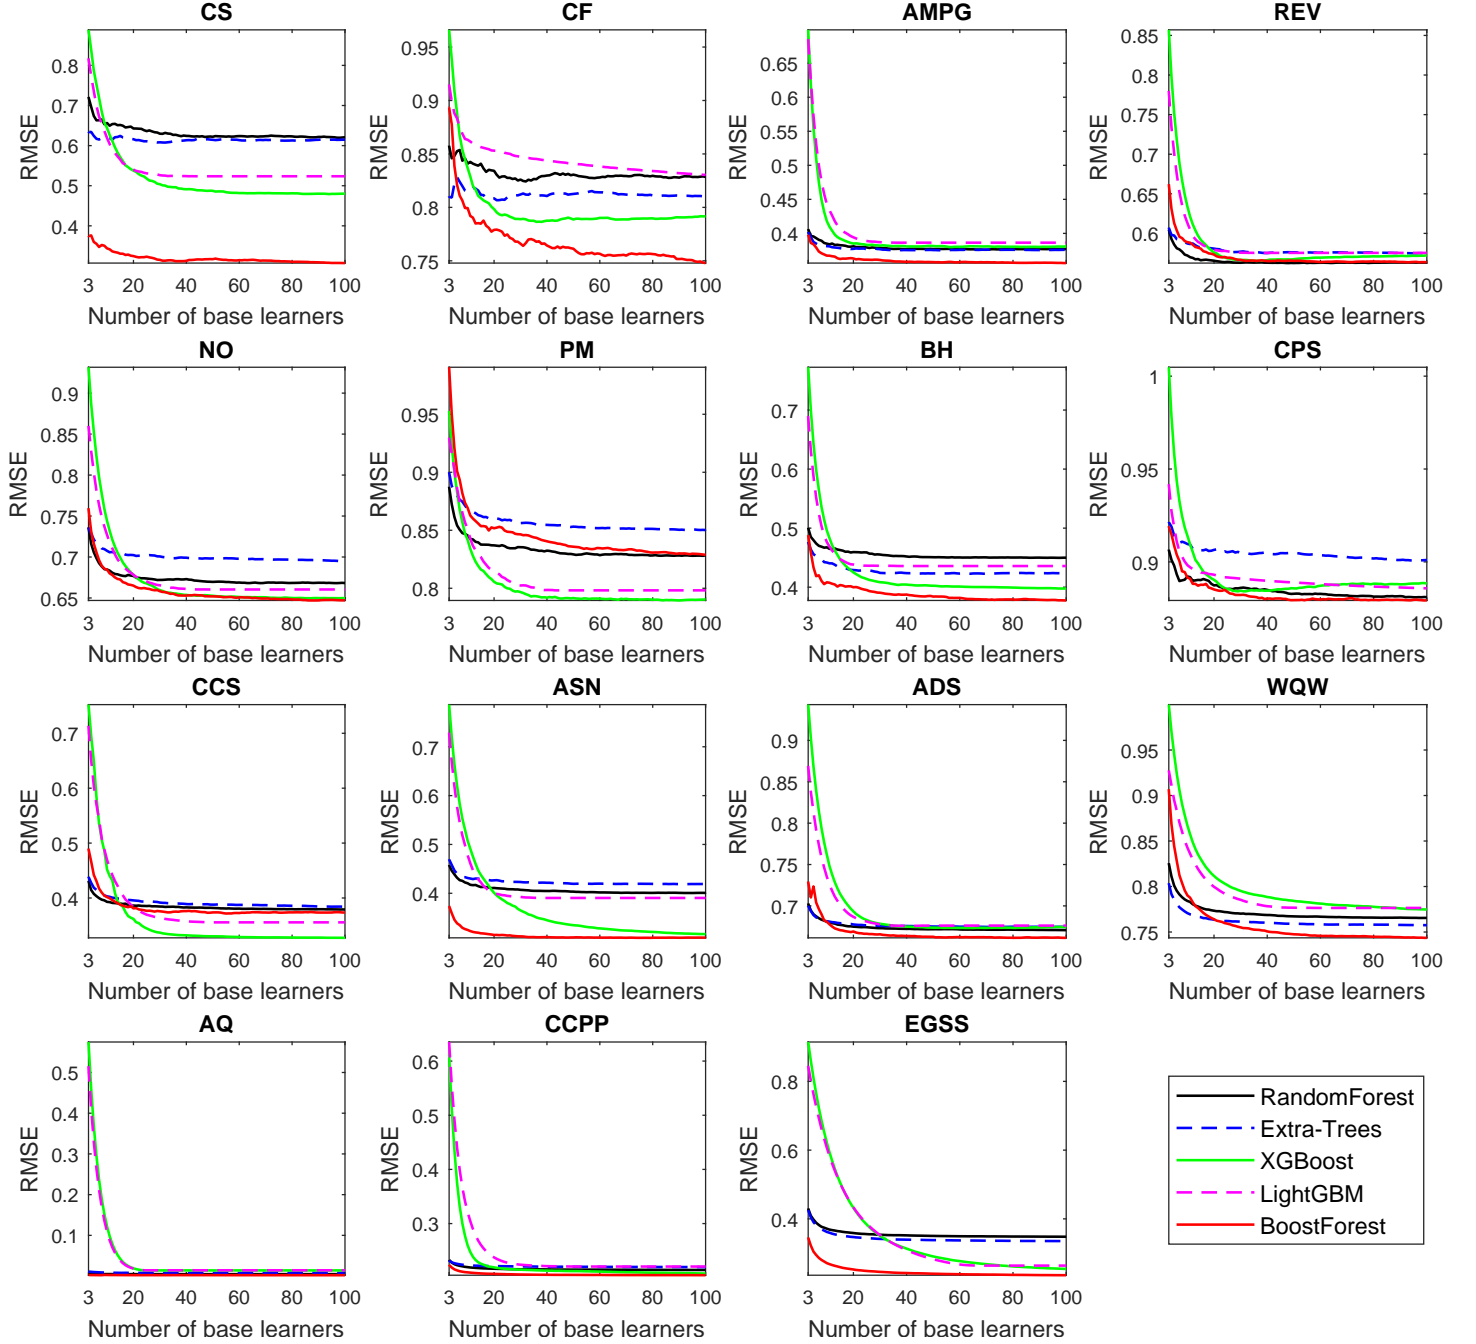 CS
0.8
0.7
0.6
0.5
0.4
RMSE
3 20 40 60 80 100
Number of base learners
CF
0.95
0.9
0.85
0.8
0.75
RMSE
3 20 40 60 80 100
Number of base learners
AMPG
0.65
0.6
0.55
0.5
0.45
0.4
RMSE
3 20 40 60 80 100
Number of base learners
REV
0.85
0.8
0.75
0.7
0.65
0.6
RMSE
3 20 40 60 80 100
Number of base learners
NO
0.9
0.85
0.8
0.75
0.7
0.65
RMSE
3 20 40 60 80 100
Number of base learners
PM
0.95
0.9
0.85
0.8
RMSE
3 20 40 60 80 100
Number of base learners
BH
0.7
0.6
0.5
0.4
RMSE
3 20 40 60 80 100
Number of base learners
CPS
1
0.95
0.9
RMSE
3 20 40 60 80 100
Number of base learners
CCS
0.7
0.6
0.5
0.4
RMSE
3 20 40 60 80 100
Number of base learners
ASN
0.7
0.6
0.5
0.4
RMSE
3 20 40 60 80 100
Number of base learners
ADS
0.9
0.85
0.8
0.75
0.7
RMSE
3 20 40 60 80 100
Number of base learners
WQW
0.95
0.9
0.85
0.8
0.75
RMSE
3 20 40 60 80 100
Number of base learners
AQ
0.5
0.4
0.3
0.2
0.1
RMSE
3 20 40 60 80 100
Number of base learners
CCPP
0.6
0.5
0.4
0.3
RMSE
3 20 40 60 80 100
Number of base learners
EGSS
0.8
0.6
0.4
RMSE
3 20 40 60 80 100
Number of base learners
RandomForest
Extra-Trees
XGBoost
LightGBM
BoostForest